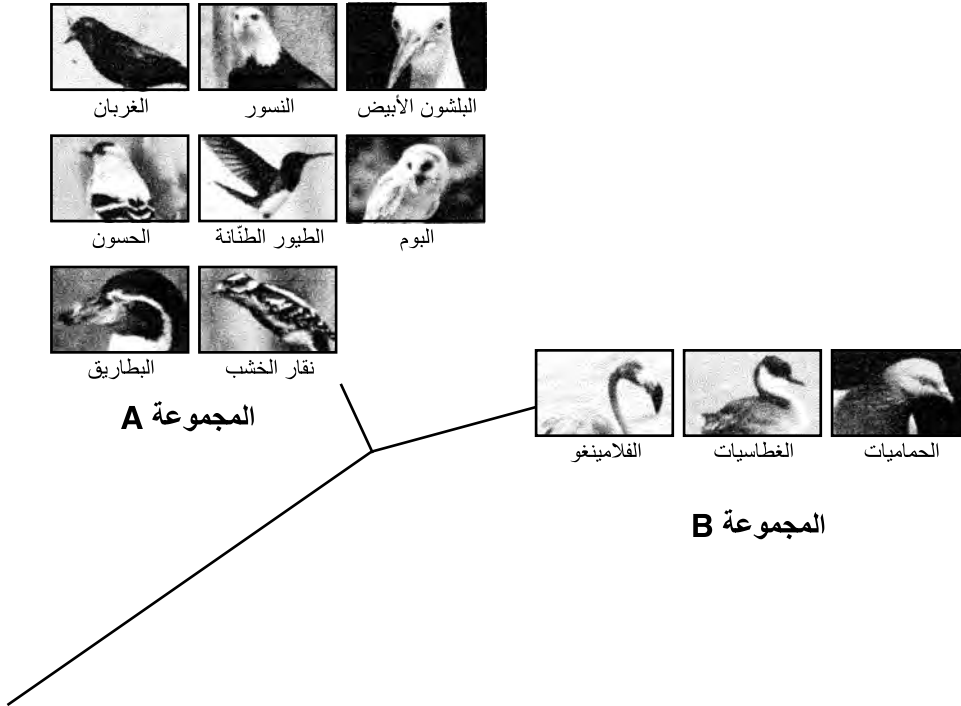 الغربان
النسور
البلشون الأبيض
الحسون
الطيور الطنّانة
البوم
البطاريق
نقار الخشب
المجموعة A
الفلامينغو
الغطاسيات
الحماميات
المجموعة B